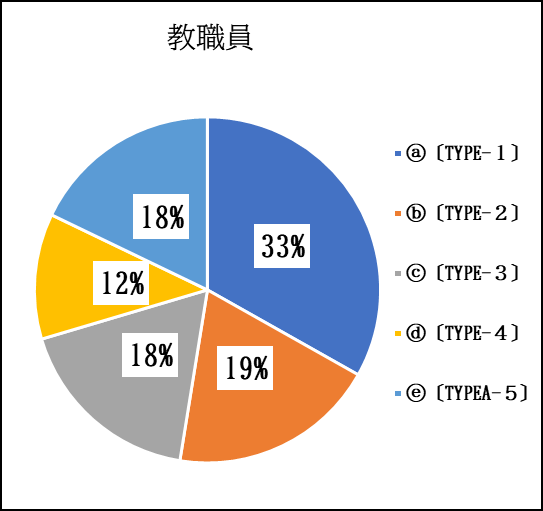 教職員
33%
19%
18%
12%
18%
ⓐ〔TYPE-１〕
ⓑ〔TYPE-２〕
ⓒ〔TYPE-３〕
ⓓ〔TYPE-４〕
ⓔ〔TYPEA-５〕